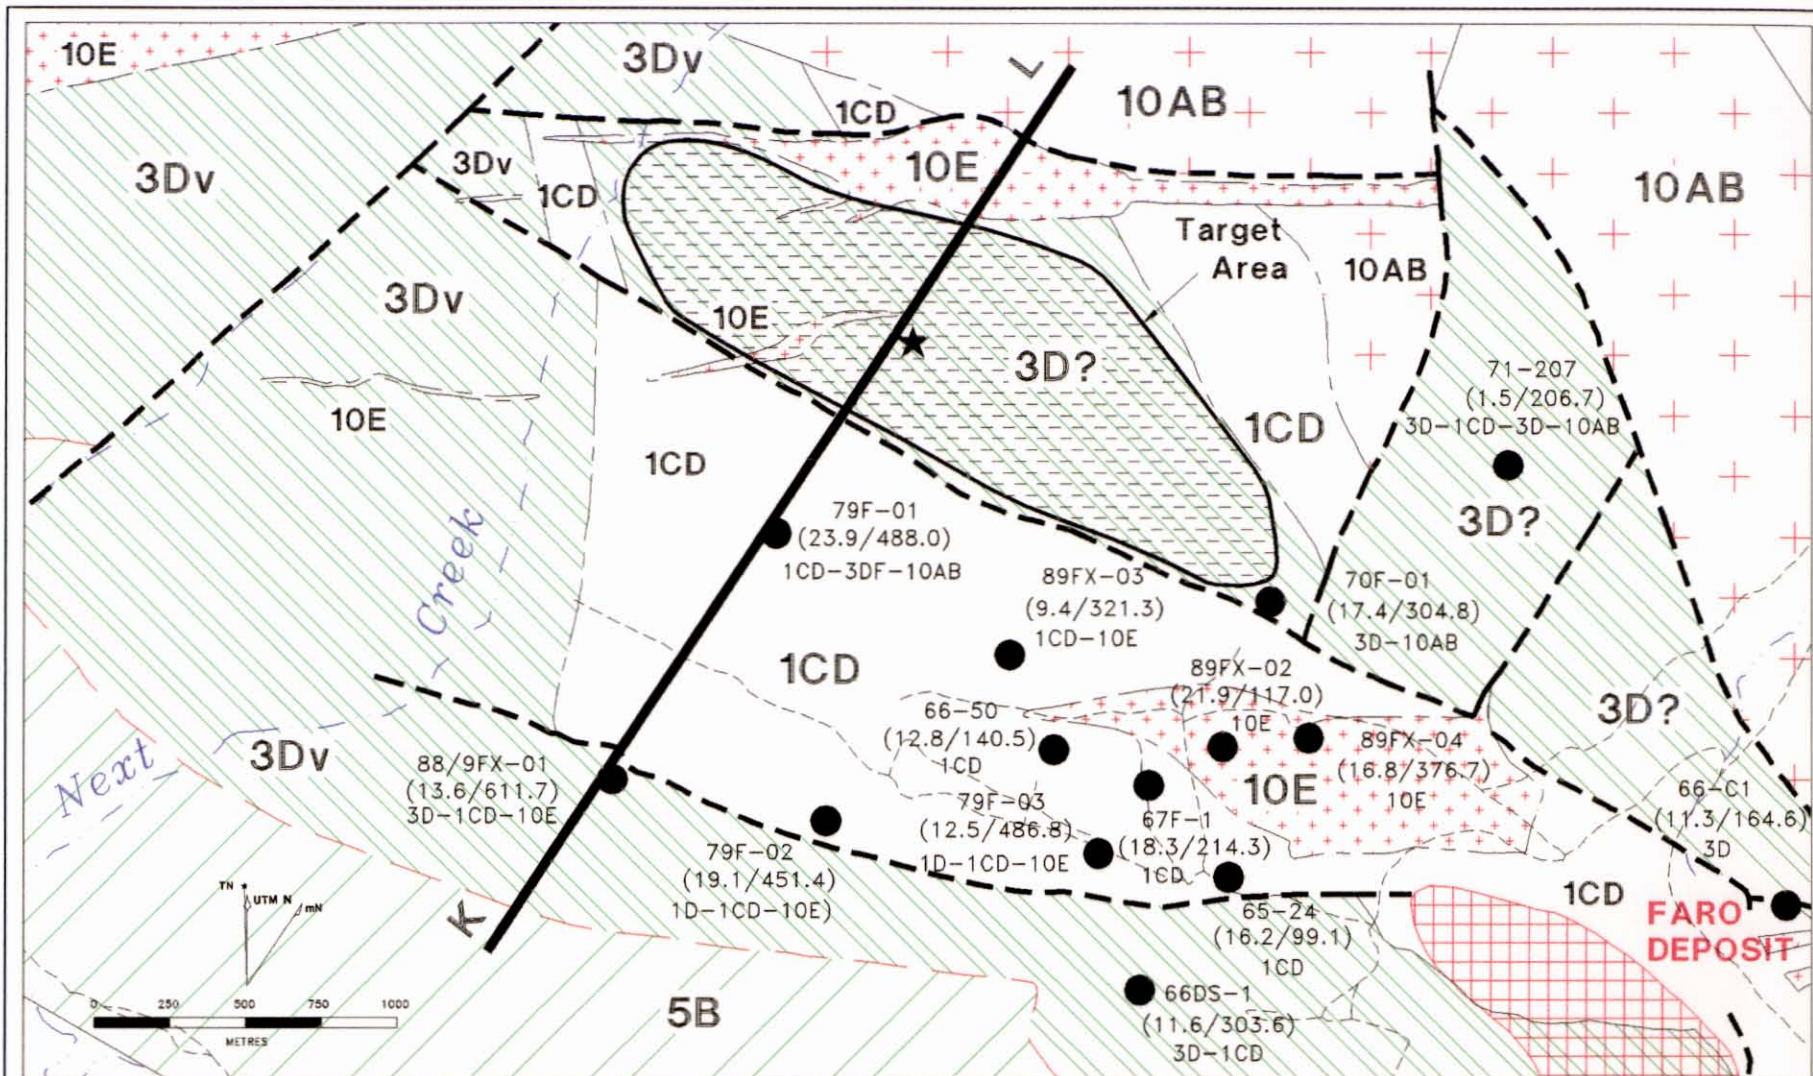 10E
3Dv
L
10AB
1CD
3Dv
3Dv
1CD
10E
10AB
Target
Area
10AB
3Dv
10E
3D?
71-207
(1.5/206.7)
3D-1CD-3D-10AB
10E
1CD
1CD
3D?
79F-01
(23.9/488.0)
1CD-3DF-10AB
89FX-03
(9.4/321.3)
1CD-10E
70F-01
(17.4/304.8)
3D-10AB
Creek
1CD
89FX-02
(21.9/117.0)
10E
66-50
(12.8/140.5)
1CD
3D?
Next
3Dv
88/9FX-01
(13.6/611.7)
3D-1CD-10E
89FX-04
(16.8/376.7)
10E
10E
66-C1
(11.3/164.6)
3D
79F-03
(12.5/486.8)
1D-1CD-10E
67F-1
(18.3/214.3)
1CD
79F-02
(19.1/451.4)
1D-1CD-10E)
1CD
FARO
DEPOSIT
K
TN
UTM N
mN
65-24
(16.2/99.1)
1CD
0 250 500 750 1000
METRES
5B
66DS-1
(11.6/303.6)
3D-1CD